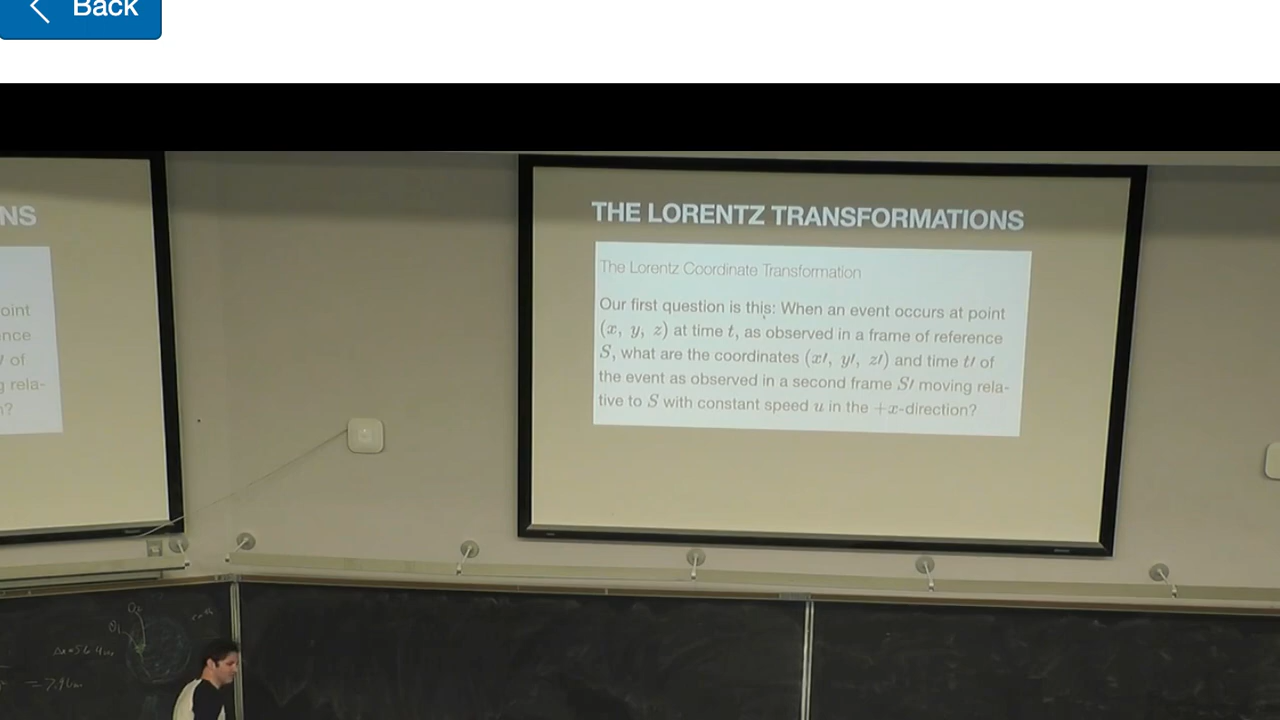 Back
NS
oint
nce
/ of
g rela-
n?
THE LORENTZ TRANSFORMATIONS
The Lorentz Coordinate Transformation
Our first question is this: When an event occurs at point
(x, y, z) at time t, as observed in a frame of reference
S, what are the coordinates (x′, y′, z′) and time t′ of
the event as observed in a second frame S′ moving rela-
tive to S with constant speed u in the +x-direction?